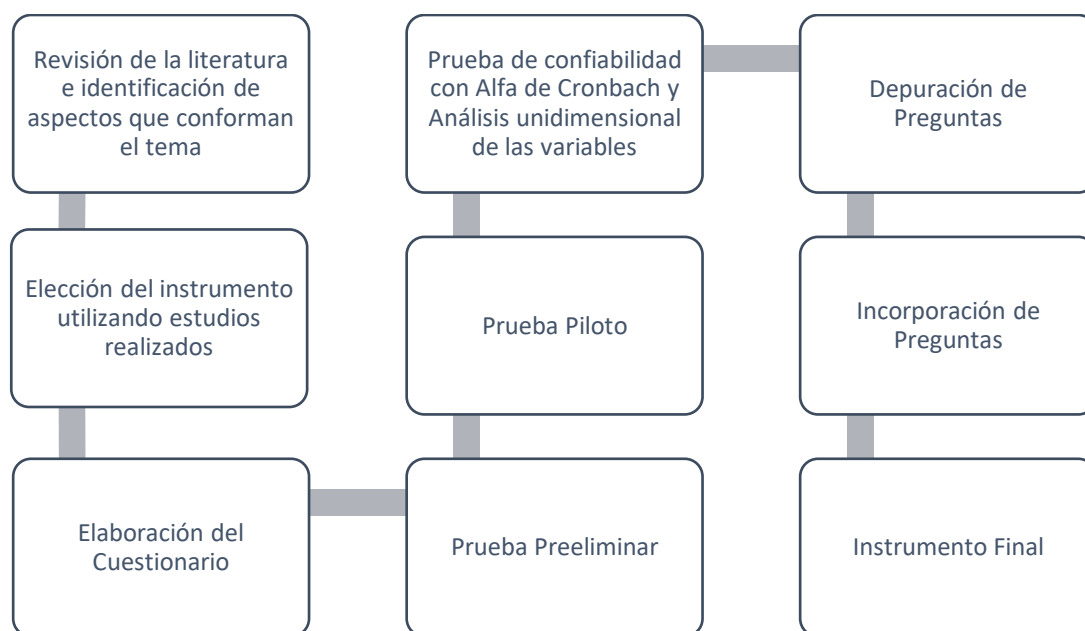 Revisión de la literatura
e identificación de
aspectos que conforman
el tema
Elección del instrumento
utilizando estudios
realizados
Elaboración del
Cuestionario
Prueba Preeliminar
Prueba Piloto
Prueba de confiabilidad
con Alfa de Cronbach y
Análisis unidimensional
de las variables
Depuración de
Preguntas
Incorporación de
Preguntas
Instrumento Final